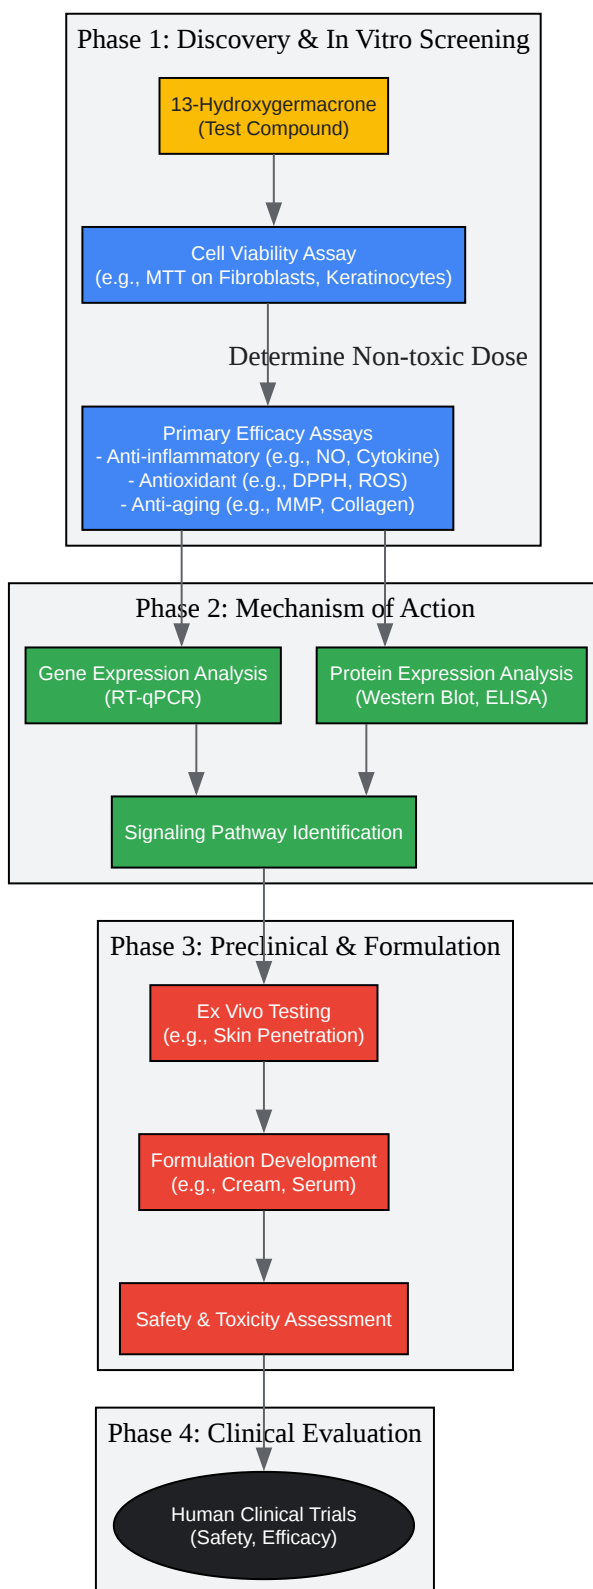 Phase 1: Discovery & In Vitro Screening
13-Hydroxygermacrone
(Test Compound)
Cell Viability Assay
(e.g., MTT on Fibroblasts, Keratinocytes)
Determine Non-toxic Dose
Primary Efficacy Assays
- Anti-inflammatory (e.g., NO, Cytokine)
- Antioxidant (e.g., DPPH, ROS)
- Anti-aging (e.g., MMP, Collagen)
Phase 2: Mechanism of Action
Gene Expression Analysis
(RT-qPCR)
Protein Expression Analysis
(Western Blot, ELISA)
Signaling Pathway Identification
Phase 3: Preclinical & Formulation
Ex Vivo Testing
(e.g., Skin Penetration)
Formulation Development
(e.g., Cream, Serum)
Safety & Toxicity Assessment
Phase 4: Clinical Evaluation
Human Clinical Trials
(Safety, Efficacy)